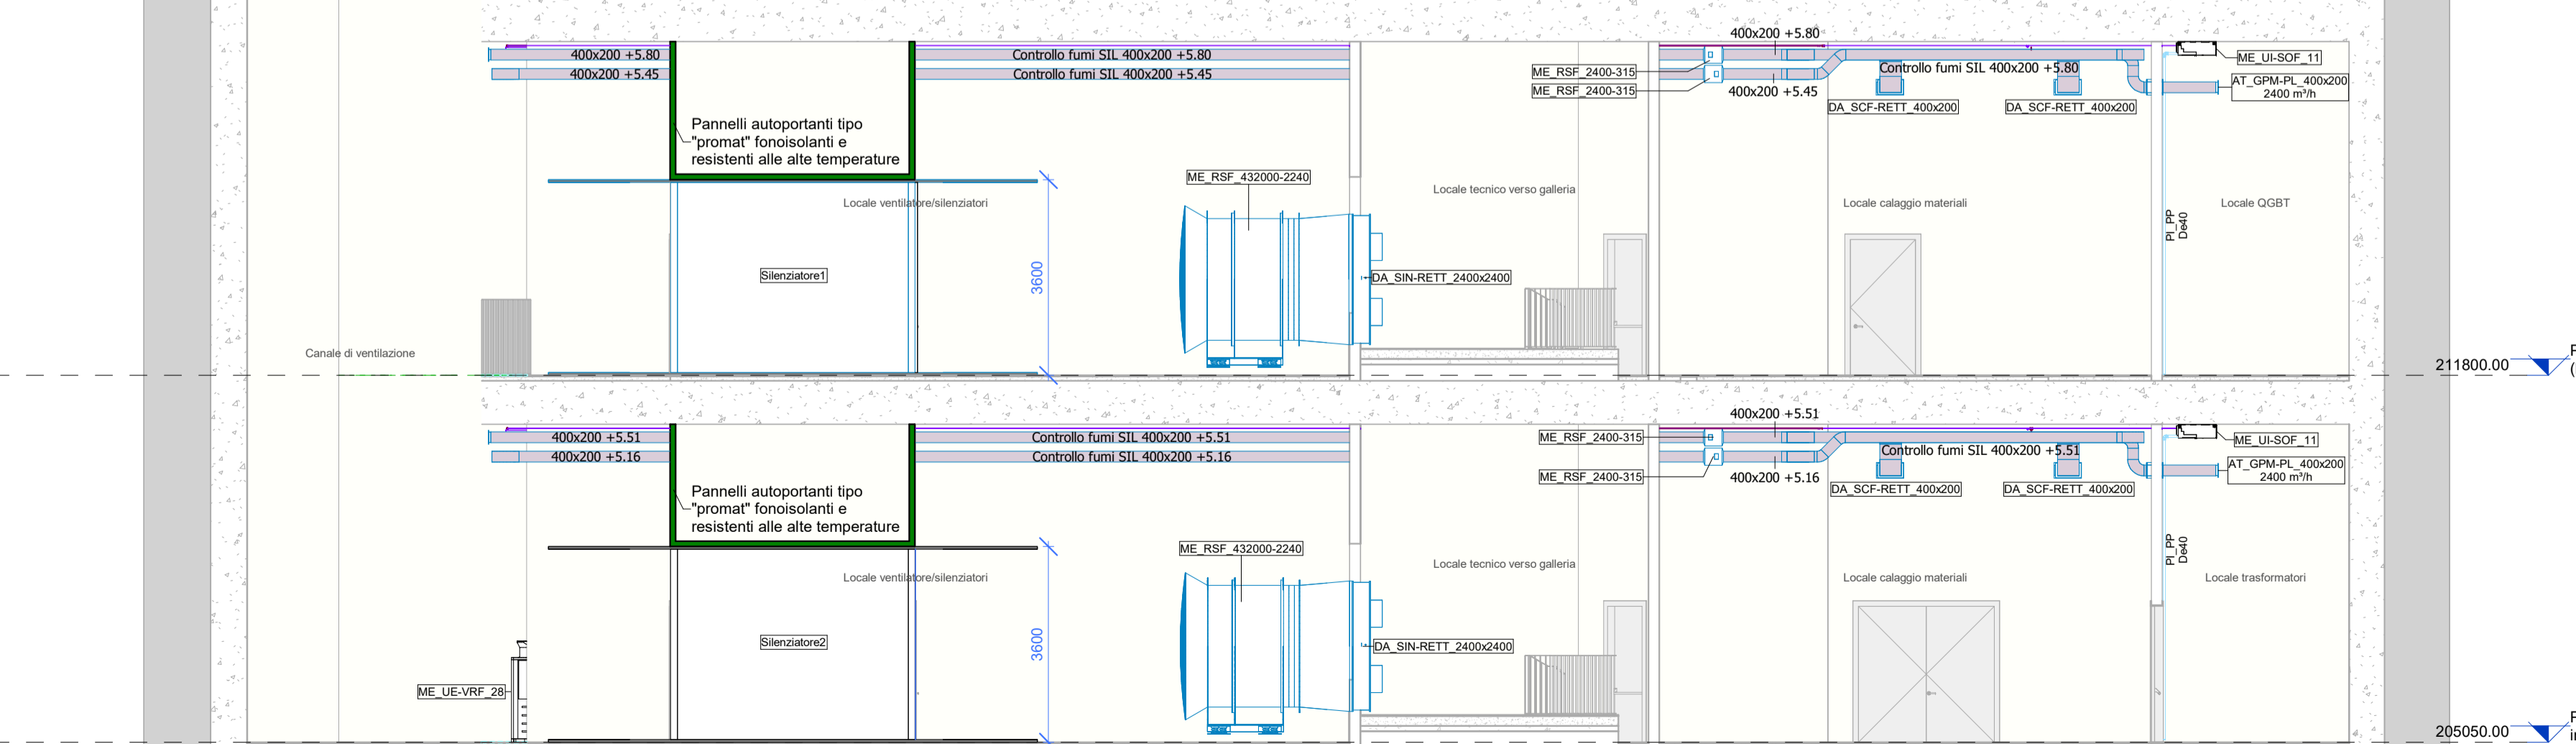 400x200 +5.80
400x200 +5.80
Controllo fumi SIL 400x200 +5.80
ME_UI-SOF_11
400x200 +5.45
Controllo fumi SIL 400x200 +5.45
ME_RSF_2400-315
Controllo fumi SIL 400x200 +5.80
AT_GPM-PL_400x200
2400 m³/h
ME_RSF_2400-315
400x200 +5.45
DA_SCF-RETT_400x200
DA_SCF-RETT_400x200
Pannelli autoportanti tipo
"promat" fonoisolanti e
resistenti alle alte temperature
ME_RSF_432000-2240
Locale tecnico verso galleria
Locale ventilatore/silenziatori
Locale calaggio materiali
Locale QGBT
PI_PP
De40
Silenziatore1
3600
DA_SIN-RETT_2400x2400
Canale di ventilazione
211800.00
400x200 +5.51
400x200 +5.51
Controllo fumi SIL 400x200 +5.51
ME_RSF_2400-315
ME_UI-SOF_11
400x200 +5.16
Controllo fumi SIL 400x200 +5.16
Controllo fumi SIL 400x200 +5.51
AT_GPM-PL_400x200
2400 m³/h
ME_RSF_2400-315
400x200 +5.16
DA_SCF-RETT_400x200
DA_SCF-RETT_400x200
Pannelli autoportanti tipo
"promat" fonoisolanti e
resistenti alle alte temperature
ME_RSF_432000-2240
PI_PP
De40
Locale tecnico verso galleria
Locale ventilatore/silenziatori
Locale calaggio materiali
Locale trasformatori
Silenziatore2
3600
DA_SIN-RETT_2400x2400
ME_UE-VRF_28
205050.00